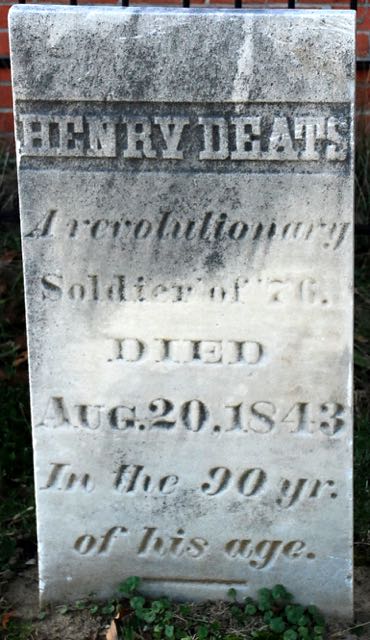 HENRY DEATS
A revolutionary
Soldier of '76.
DIED
AUG. 20, 1843
In the 90 yr.
of his age.